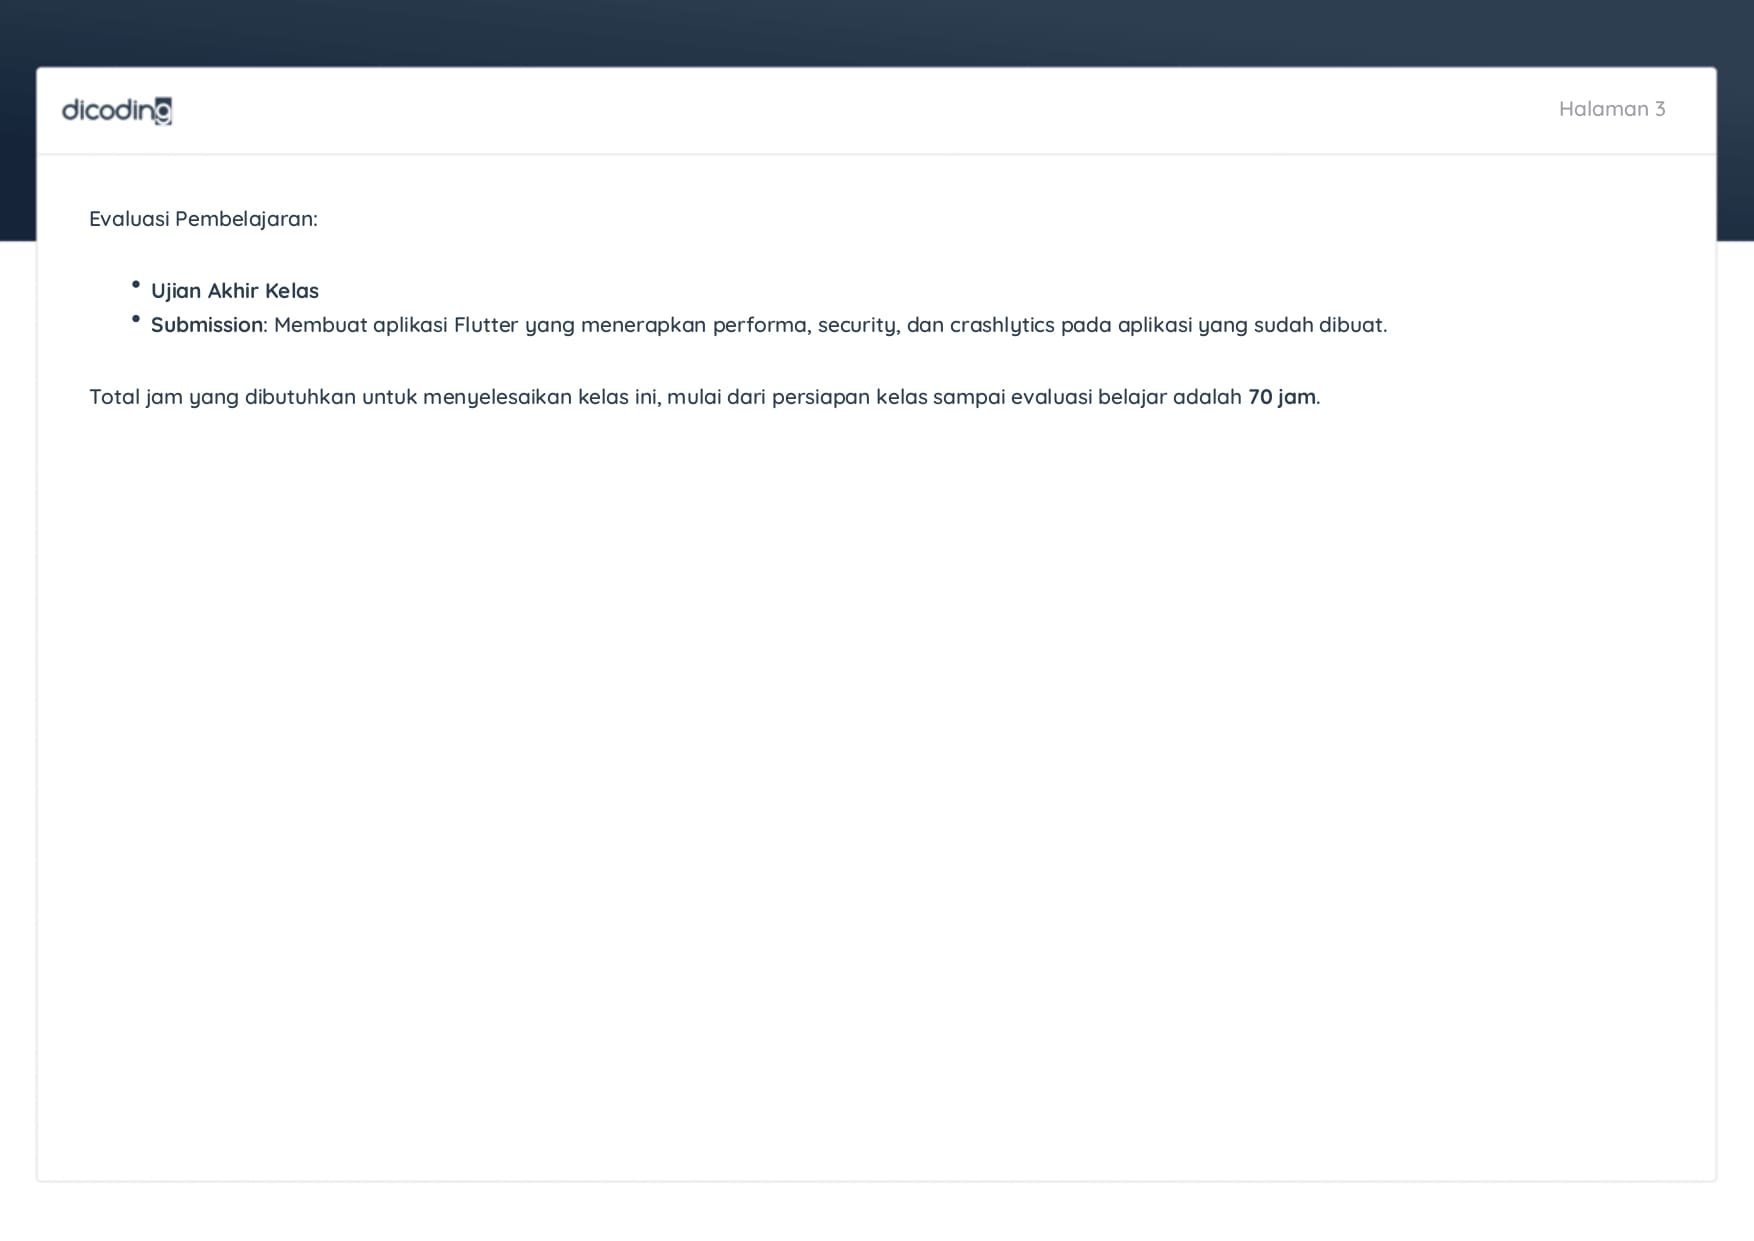 dicoding
Halaman 3
Evaluasi Pembelajaran:
• Ujian Akhir Kelas
• Submission: Membuat aplikasi Flutter yang menerapkan performa, security, dan crashlytics pada aplikasi yang sudah dibuat.
Total jam yang dibutuhkan untuk menyelesaikan kelas ini, mulai dari persiapan kelas sampai evaluasi belajar adalah 70 jam.